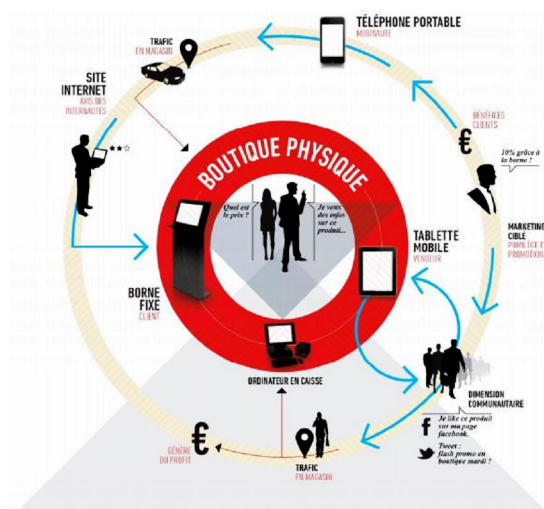 TÉLÉPHONE PORTABLE
MOBINAUTE
TRAFIC
EN MAGASIN
SITE
INTERNET
AVIS DES
INTERNAUTES
BÉNÉFICES
CLIENTS
€
10% grâce à
la borne !
BOUTIQUE PHYSIQUE
Quel est
le prix ?
Je veux
des infos
sur ce
produit...
MARKETING
CIBLE
PRIVILÈGE E
PROMOTION
TABLETTE
MOBILE
VENDEUR
BORNE
FIXE
CLIENT
ORDINATEUR EN CAISSE
DIMENSION
COMMUNAUTAIRE
f
Je like ce produit
sur ma page
facebook.
Tweet :
flash promo en
boutique mardi !
€
GÉNÈRE
DU PROFIT
TRAFIC
EN MAGASIN